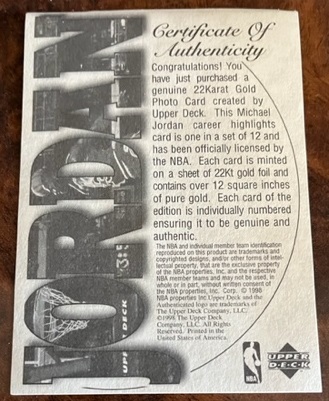 Certificate Of
Authenticity
Congratulations! You
have just purchased a
genuine 22Karat Gold
Photo Card created by
Upper Deck. This Michael
Jordan career highlights
card is one in a set of 12 and
has been officially licensed by
the NBA. Each card is minted
on a sheet of 22Kt gold foil and
contains over 12 square inches
of pure gold. Each card of the
edition is individually numbered
ensuring it to be genuine and
authentic.
The NBA and individual member team identification
reproduced on this product are trademarks and
copyrighted designs, and/or other forms of intel-
lectual property, that are the exclusive property
of the NBA properties, Inc. and the respective
NBA member teams and may not be used, in
whole or in part, without written consent of
the NBA properties, Inc. Corp. © 1998
NBA properties Inc Upper Deck and the
Authenticated logo are trademarks of
The Upper Deck Company, LLC.
©1998 The Upper Deck
Company, LLC. All Rights
Reserved. Printed in the
United States of America.
JORDAN
UPPER DECK
NBA
UPPER
DECK